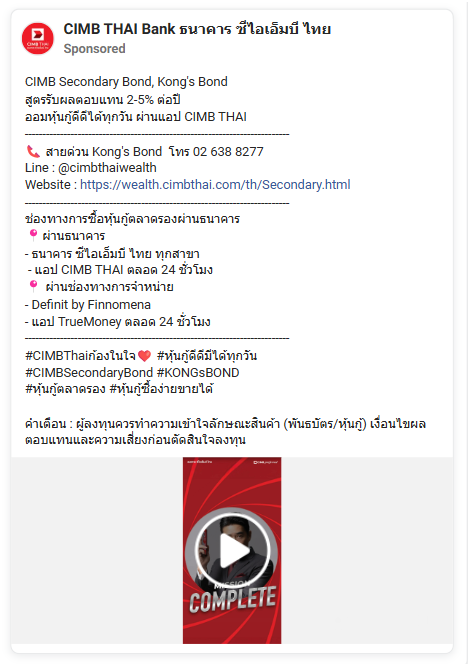 CIMB THAI Bank ธนาคาร ซีไอเอ็มบี ไทย
Sponsored
CIMB Secondary Bond, Kong's Bond
สูตรรับผลตอบแทน 2-5% ต่อปี
ออมหุ้นกู้ดีดีได้ทุกวัน ผ่านแอป CIMB THAI
-------------------------------------------------------------------
📞 สายด่วน Kong's Bond โทร 02 638 8277
Line : @cimbthaiwealth
Website : https://wealth.cimbthai.com/th/Secondary.html
-------------------------------------------------------------------
ช่องทางการซื้อหุ้นกู้ตลาดรองผ่านธนาคาร
📍ผ่านธนาคาร
- ธนาคาร ซีไอเอ็มบี ไทย ทุกสาขา
- แอป CIMB THAI ตลอด 24 ชั่วโมง
📍 ผ่านช่องทางการจำหน่าย
- Definit by Finnomena
- แอป TrueMoney ตลอด 24 ชั่วโมง
-------------------------------------------------------------------
#CIMBThaiก้องในใจ❤️ #หุ้นกู้ดีดีมีได้ทุกวัน
#CIMBSecondaryBond #KONGsBOND
#หุ้นกู้ตลาดรอง #หุ้นกู้ซื้อง่ายขายได้
คำเตือน : ผู้ลงทุนควรทำความเข้าใจลักษณะสินค้า (พันธบัตร/หุ้นกู้) เงื่อนไขผล
ตอบแทนและความเสี่ยงก่อนตัดสินใจลงทุน
MISSION
COMPLETE